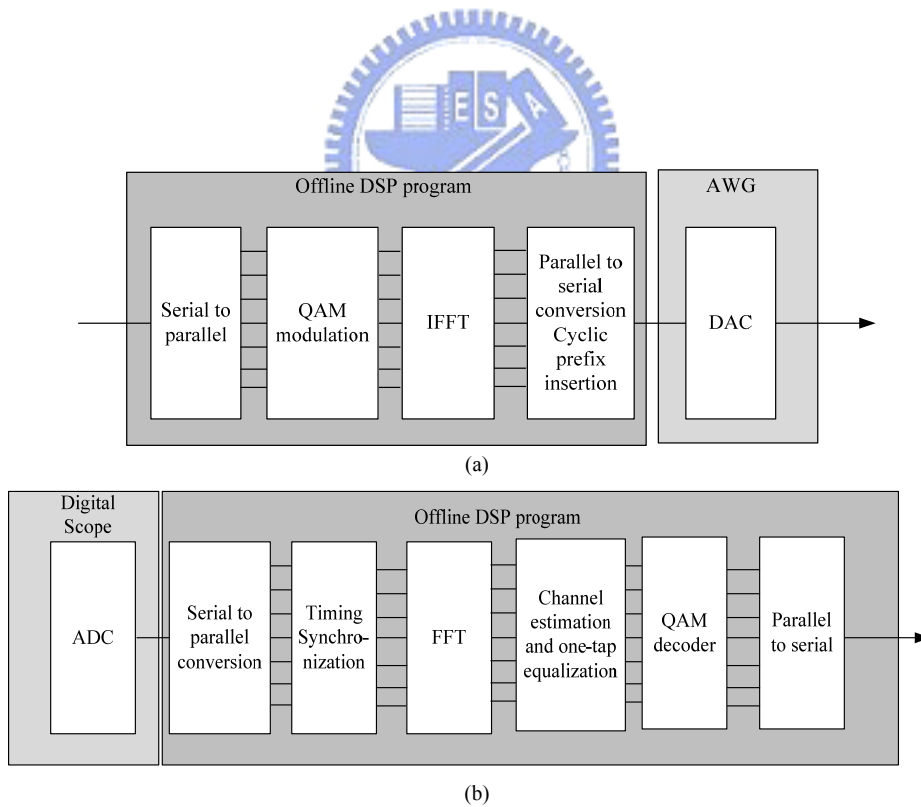 ESA
Offline DSP program
AWG
Serial to
parallel
QAM
modulation
IFFT
Parallel to
serial
conversion
Cyclic
prefix
insertion
DAC
(a)
Digital
Scope
Offline DSP program
ADC
Serial to
parallel
conversion
Timing
Synchro-
nization
FFT
Channel
estimation
and one-tap
equalization
QAM
decoder
Parallel
to serial
(b)